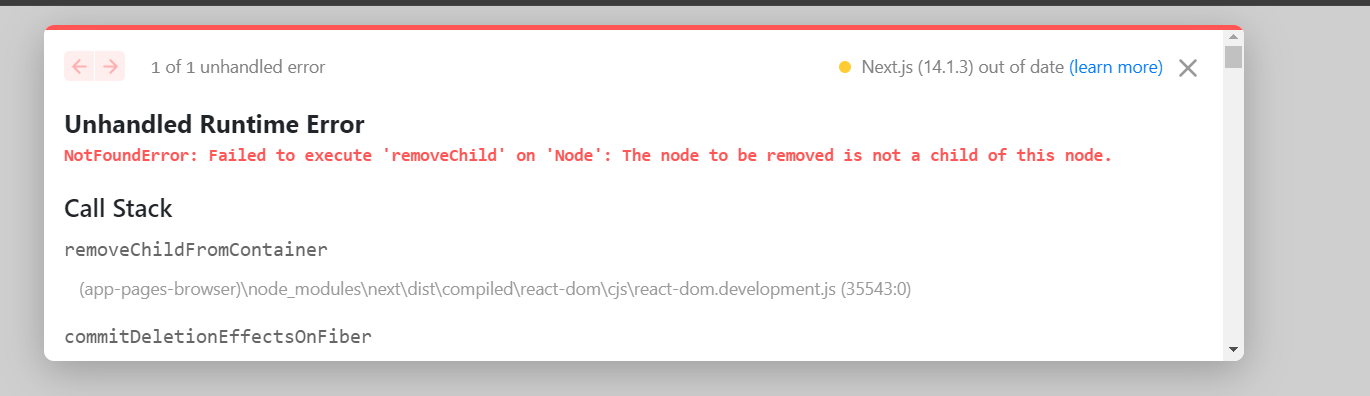 1 of 1 unhandled error
Next.js (14.1.3) out of date (learn more)
Unhandled Runtime Error
NotFoundError: Failed to execute 'removeChild' on 'Node': The node to be removed is not a child of this node.
Call Stack
removeChildFromContainer
(app-pages-browser)\node_modules\next\dist\compiled\react-dom\cjs\react-dom.development.js (35543:0)
commitDeletionEffectsOnFiber